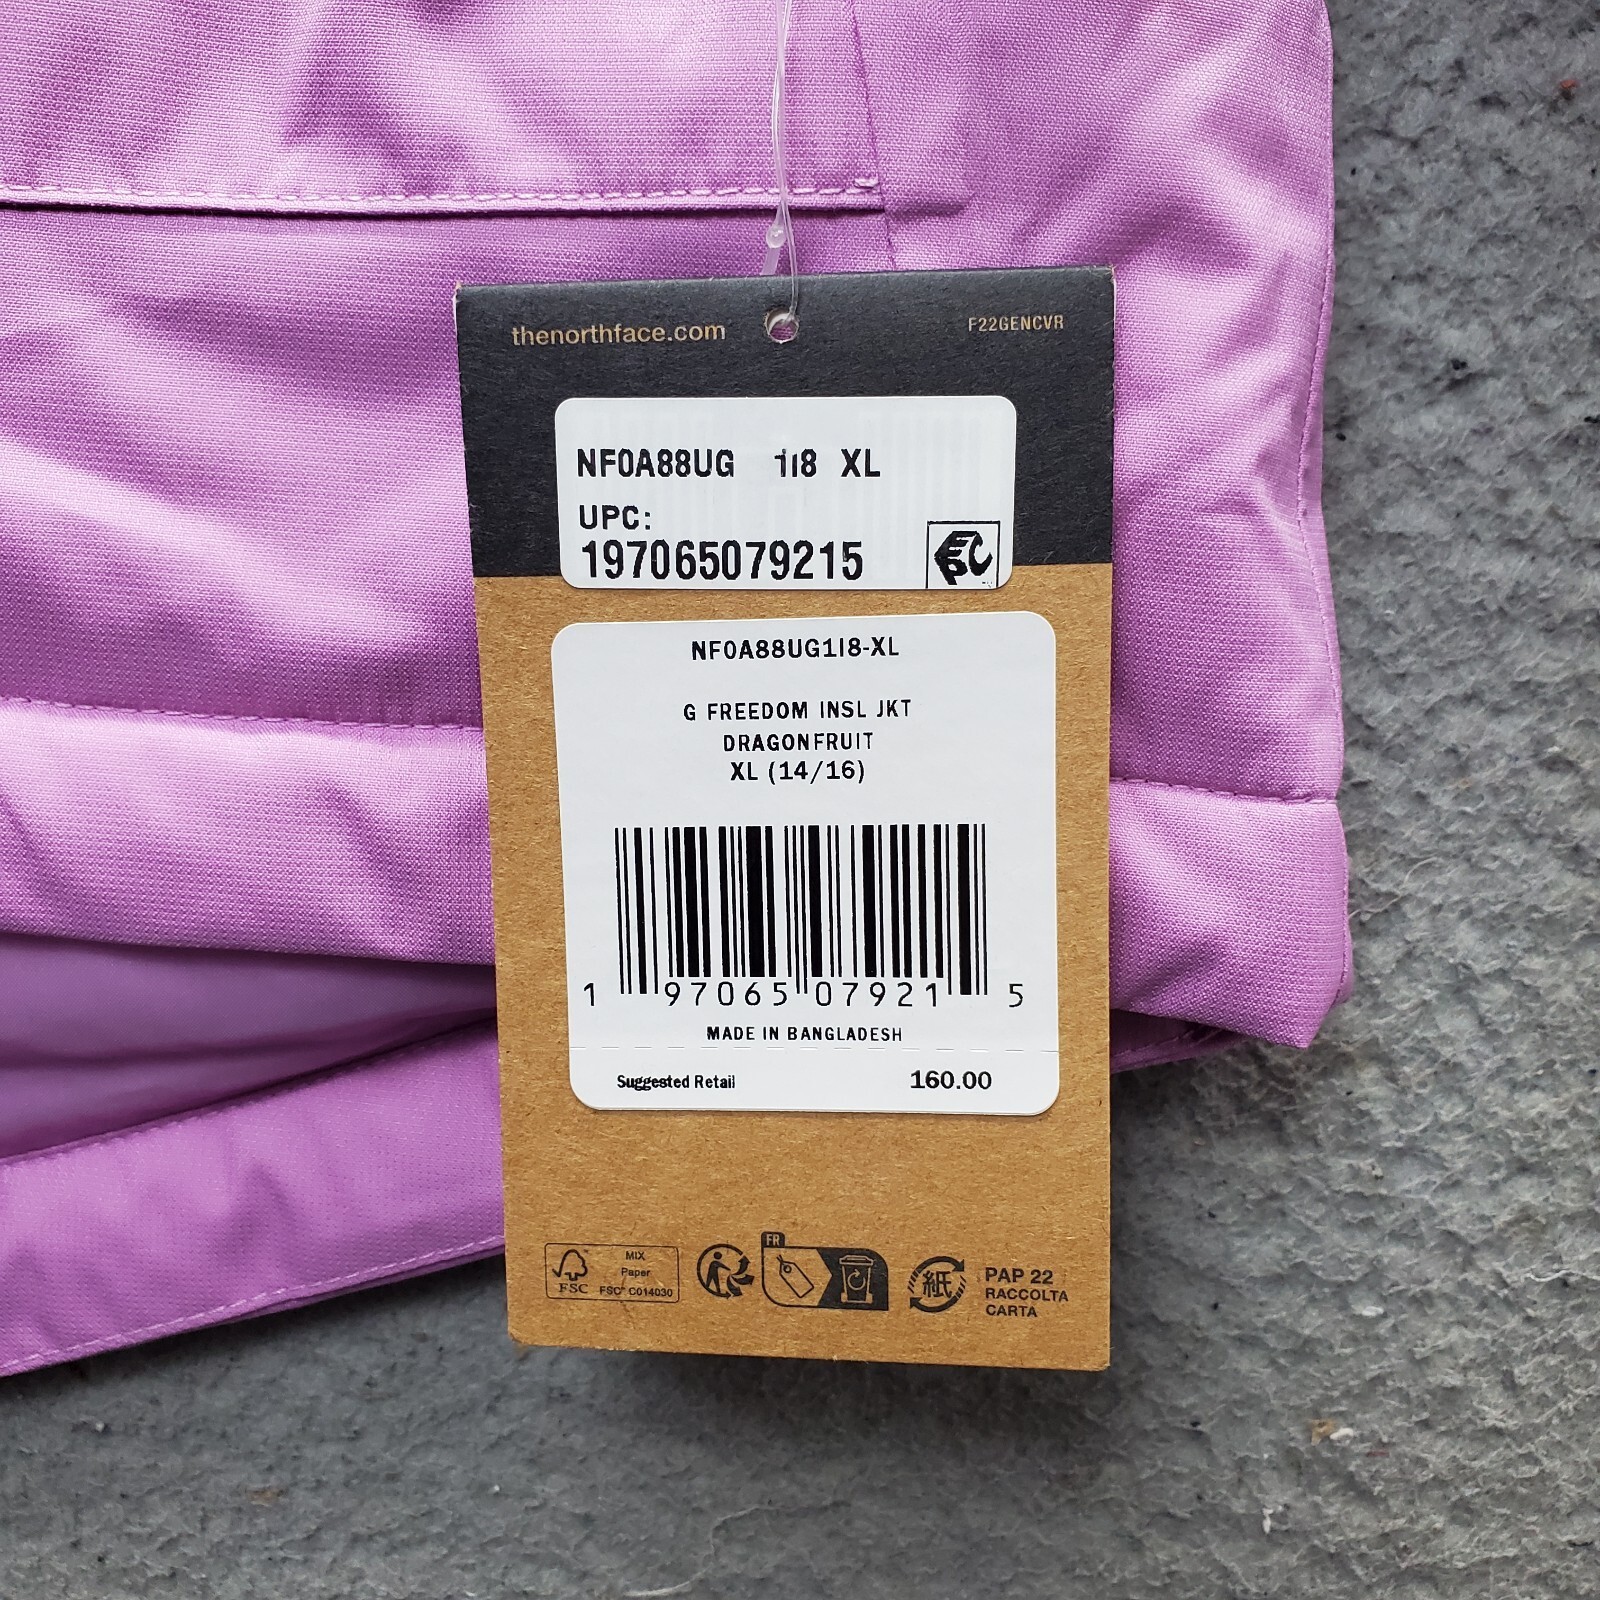 thenorthface.com
F22GENCVR
NF0A88UG 1I8 XL
UPC:
197065079215
EPC
NF0A88UG1I8-XL
G FREEDOM INSL JKT
DRAGONFRUIT
XL (14/16)
1 97065 07921 5
MADE IN BANGLADESH
Suggested Retail 160.00
FSC
MIX
Paper
FSC® C014030
FR
紙
PAP 22
RACCOLTA
CARTA